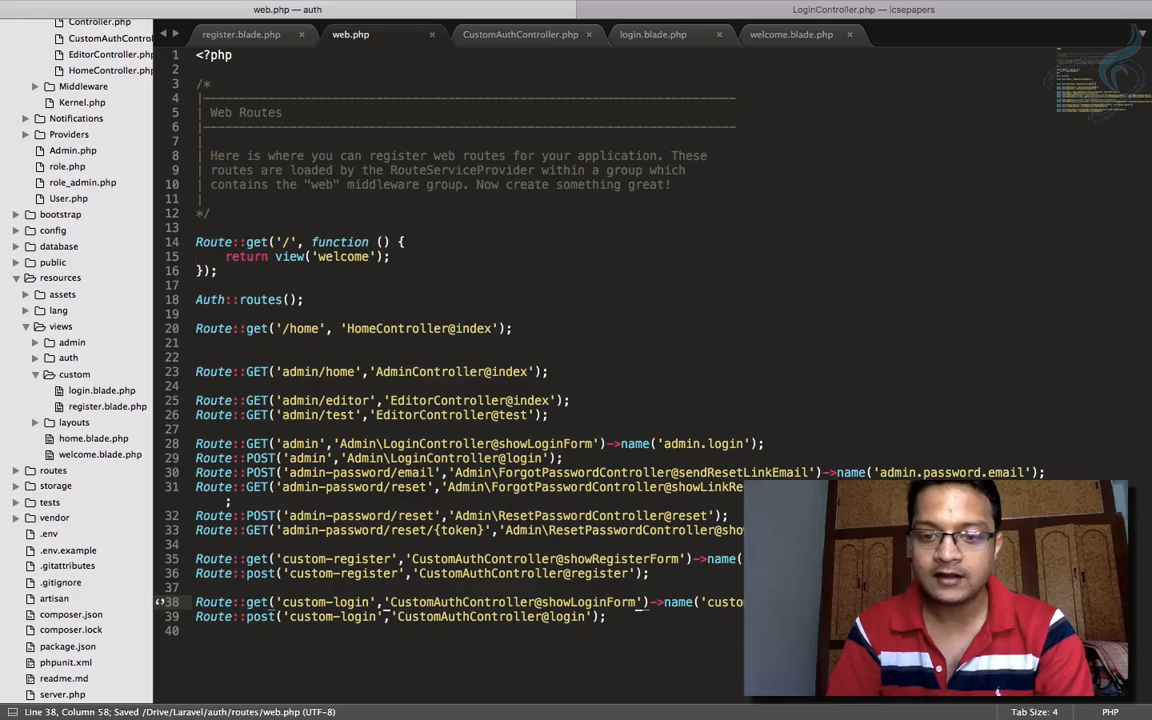 web.php — auth
LoginController.php — icsepapers
register.blade.php ×
web.php ×
CustomAuthController.php ×
login.blade.php ×
welcome.blade.php ×
Controller.php
CustomAuthControl
EditorController.php
HomeController.php
Middleware
Kernel.php
Notifications
Providers
Admin.php
role.php
role_admin.php
User.php
bootstrap
config
database
public
resources
assets
lang
views
admin
auth
custom
login.blade.php
register.blade.php
layouts
home.blade.php
welcome.blade.php
routes
storage
tests
vendor
.env
.env.example
.gitattributes
.gitignore
artisan
composer.json
composer.lock
package.json
phpunit.xml
readme.md
server.php
1 <?php
2
3 /*
4 |--------------------------------------------------------------------------
5 | Web Routes
6 |--------------------------------------------------------------------------
7 |
8 | Here is where you can register web routes for your application. These
9 | routes are loaded by the RouteServiceProvider within a group which
10 | contains the "web" middleware group. Now create something great!
11 |
12 */
13
14 Route::get('/', function () {
15 return view('welcome');
16 });
17
18 Auth::routes();
19
20 Route::get('/home', 'HomeController@index');
21
22
23 Route::GET('admin/home','AdminController@index');
24
25 Route::GET('admin/editor','EditorController@index');
26 Route::GET('admin/test','EditorController@test');
27
28 Route::GET('admin','Admin\LoginController@showLoginForm')->name('admin.login');
29 Route::POST('admin','Admin\LoginController@login');
30 Route::POST('admin-password/email','Admin\ForgotPasswordController@sendResetLinkEmail')->name('admin.password.email');
31 Route::GET('admin-password/reset','Admin\ForgotPasswordController@showLinkRe
;
32 Route::POST('admin-password/reset','Admin\ResetPasswordController@reset');
33 Route::GET('admin-password/reset/{token}','Admin\ResetPasswordController@sho
34
35 Route::get('custom-register','CustomAuthController@showRegisterForm')->name(
36 Route::post('custom-register','CustomAuthController@register');
37
38 Route::get('custom-login','CustomAuthController@showLoginForm')->name('custo
39 Route::post('custom-login','CustomAuthController@login');
40
Line 38, Column 58; Saved /Drive/Laravel/auth/routes/web.php (UTF-8)
Tab Size: 4
PHP